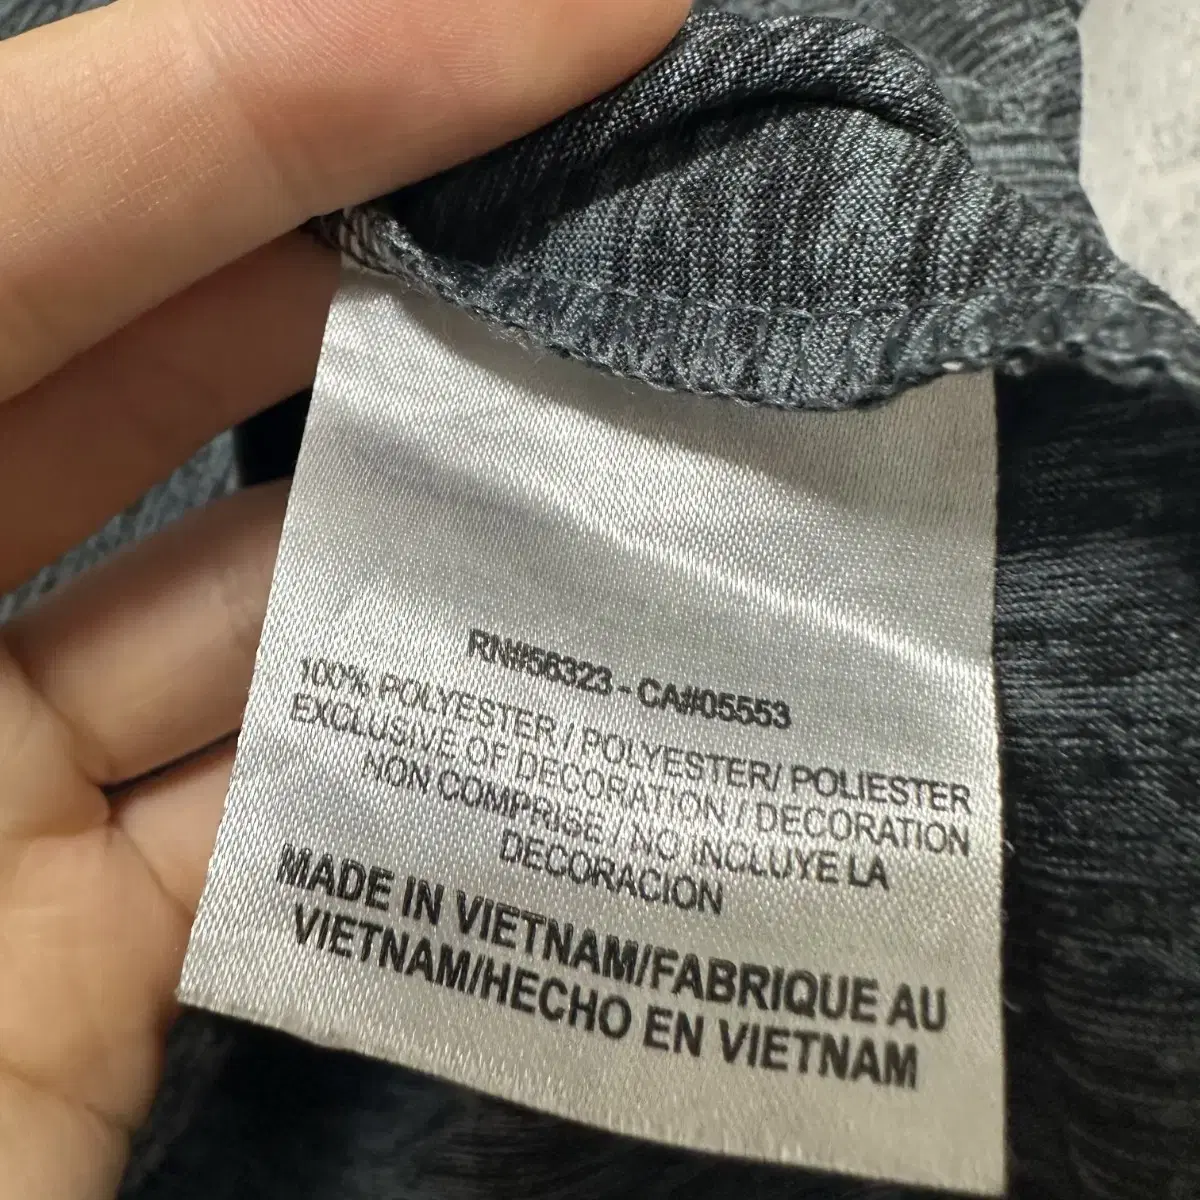 RN#56323 - CA#05553
100% POLYESTER / POLYESTER/ POLIESTER
EXCLUSIVE OF DECORATION / DECORATION
NON COMPRISE / NO INCLUYE LA
DECORACION
MADE IN VIETNAM/FABRIQUE AU
VIETNAM/HECHO EN VIETNAM